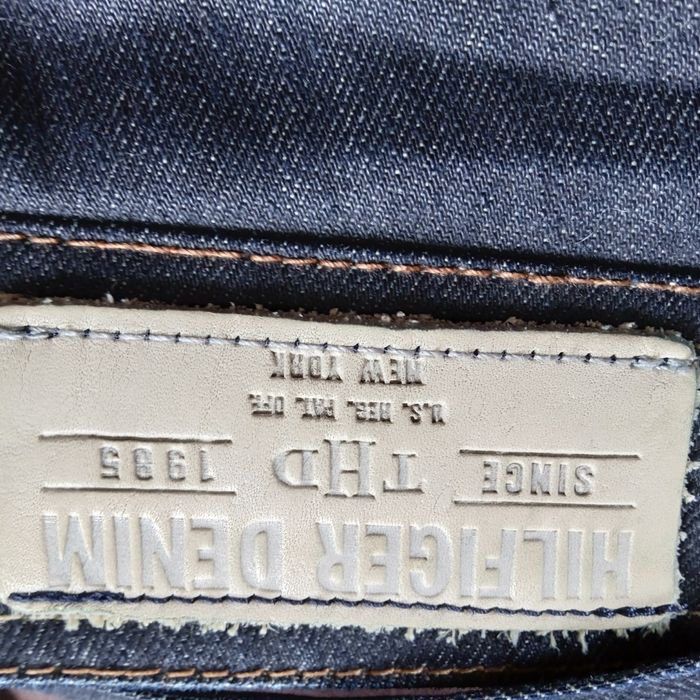 HILFIGER DENIM
SINCE THD 1985
U.S. REG. PAT. OFF.
NEW YORK